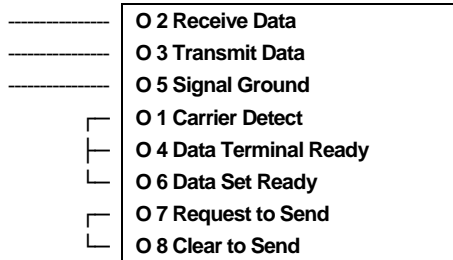 O 2 Receive Data
O 3 Transmit Data
O 5 Signal Ground
O 1 Carrier Detect
O 4 Data Terminal Ready
O 6 Data Set Ready
O 7 Request to Send
O 8 Clear to Send